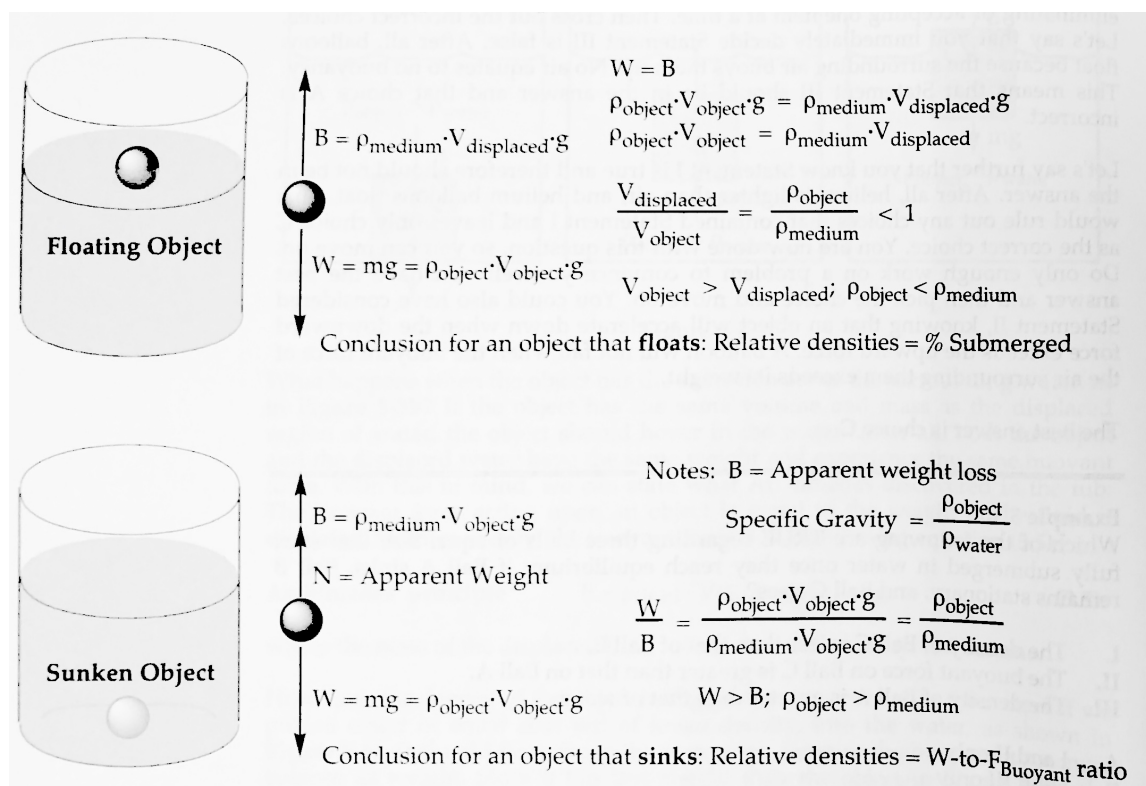 Floating Object
B = ρmedium·Vdisplaced·g
W = mg = ρobject·Vobject·g
W = B
ρobject·Vobject·g = ρmedium·Vdisplaced·g
ρobject·Vobject = ρmedium·Vdisplaced
Vdisplaced / Vobject = ρobject / ρmedium < 1
Vobject > Vdisplaced; ρobject < ρmedium
Conclusion for an object that floats: Relative densities = % Submerged
Sunken Object
B = ρmedium·Vobject·g
N = Apparent Weight
W = mg = ρobject·Vobject·g
Notes: B = Apparent weight loss
Specific Gravity = ρobject / ρwater
W / B = ρobject·Vobject·g / ρmedium·Vobject·g = ρobject / ρmedium
W > B; ρobject > ρmedium
Conclusion for an object that sinks: Relative densities = W-to-FBuoyant ratio